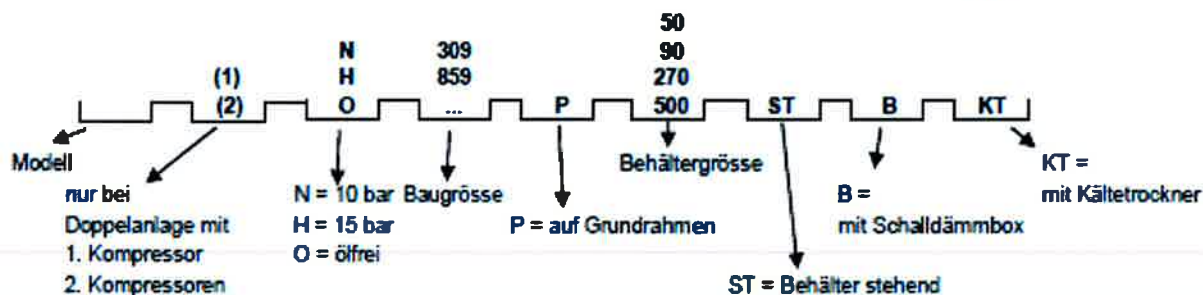 50
N 309 90
(1) H 859 270
(2) O ... P 500 ST B KT
Modell
nur bei
Doppelanlage mit
1. Kompressor
2. Kompressoren
N = 10 bar
H = 15 bar
O = ölfrei
Baugrösse
P = auf Grundrahmen
Behältergrösse
ST = Behälter stehend
B =
mit Schalldämmbox
KT =
mit Kältetrockner